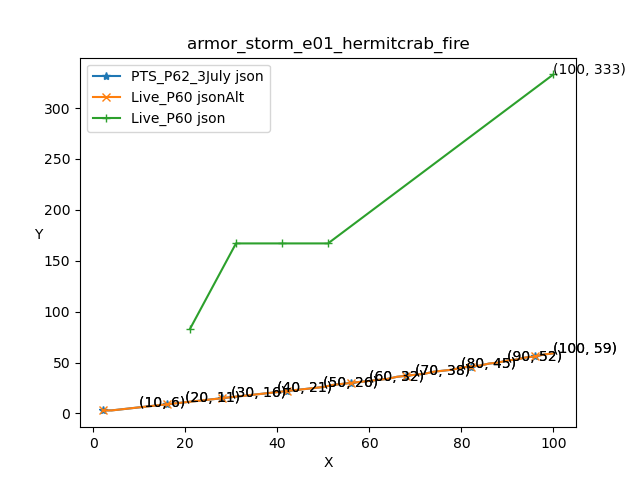 armor_storm_e01_hermitcrab_fire
PTS_P62_3July json
Live_P60 jsonAlt
Live_P60 json
(100, 333)
300
250
200
Y
150
100
50
0
(100, 59)
(90, 52)
(80, 45)
(70, 38)
(60, 32)
(50, 26)
(40, 21)
(30, 16)
(20, 11)
(10, 6)
0 20 40 60 80 100
X